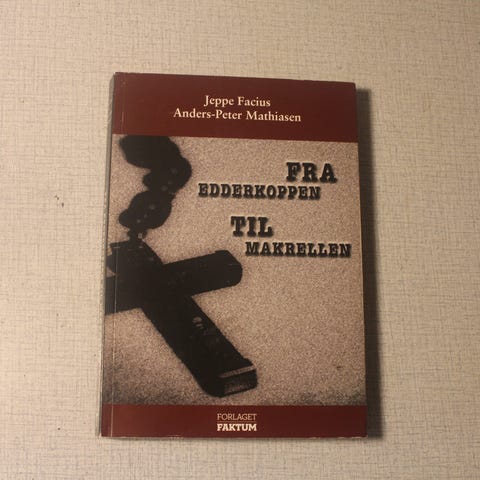 Jeppe Facius
Anders-Peter Mathiasen
FRA
EDDERKOPPEN
TIL
MAKRELLEN
FORLAGET
FAKTUM